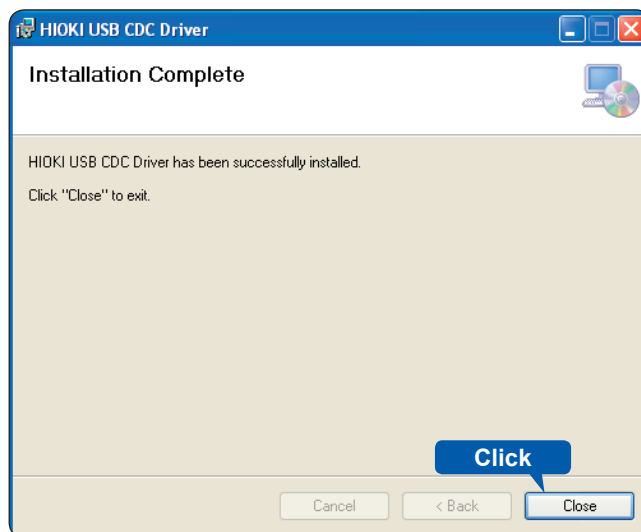 HIOKI USB CDC Driver
Installation Complete
HIOKI USB CDC Driver has been successfully installed.
Click "Close" to exit.
Click
Cancel < Back Close